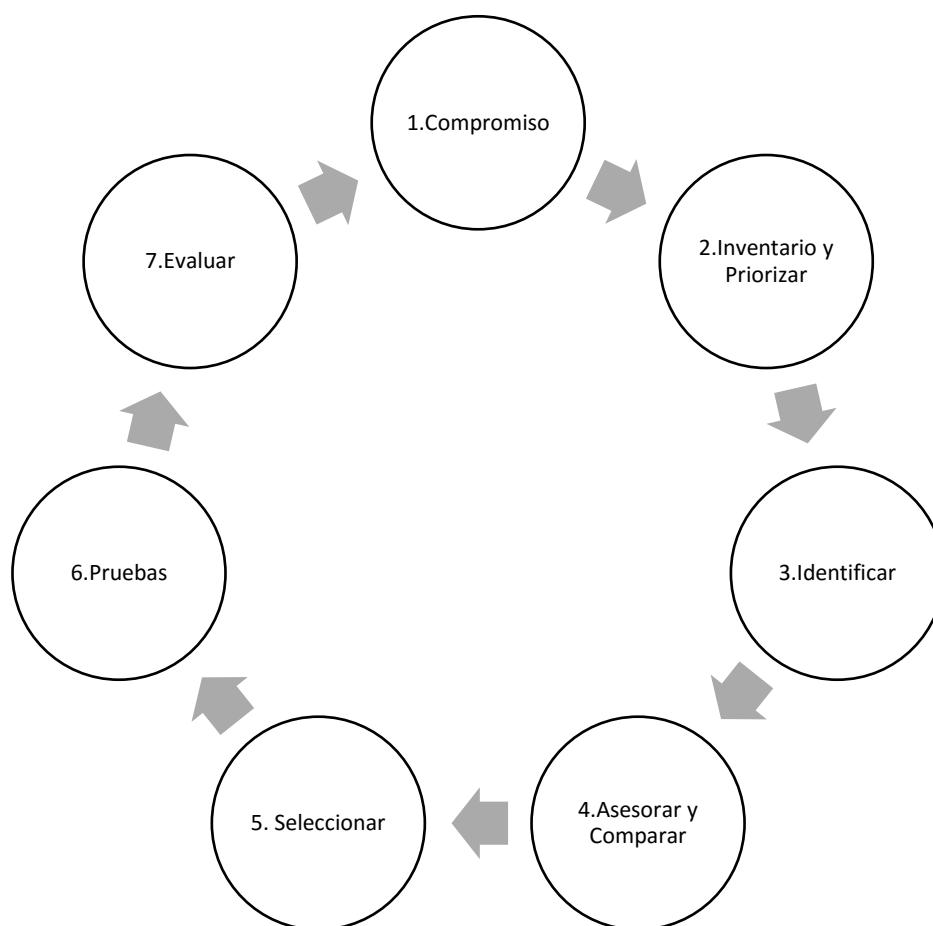 1.Compromiso
2.Inventario y
Priorizar
3.Identificar
4.Asesorar y
Comparar
5. Seleccionar
6.Pruebas
7.Evaluar